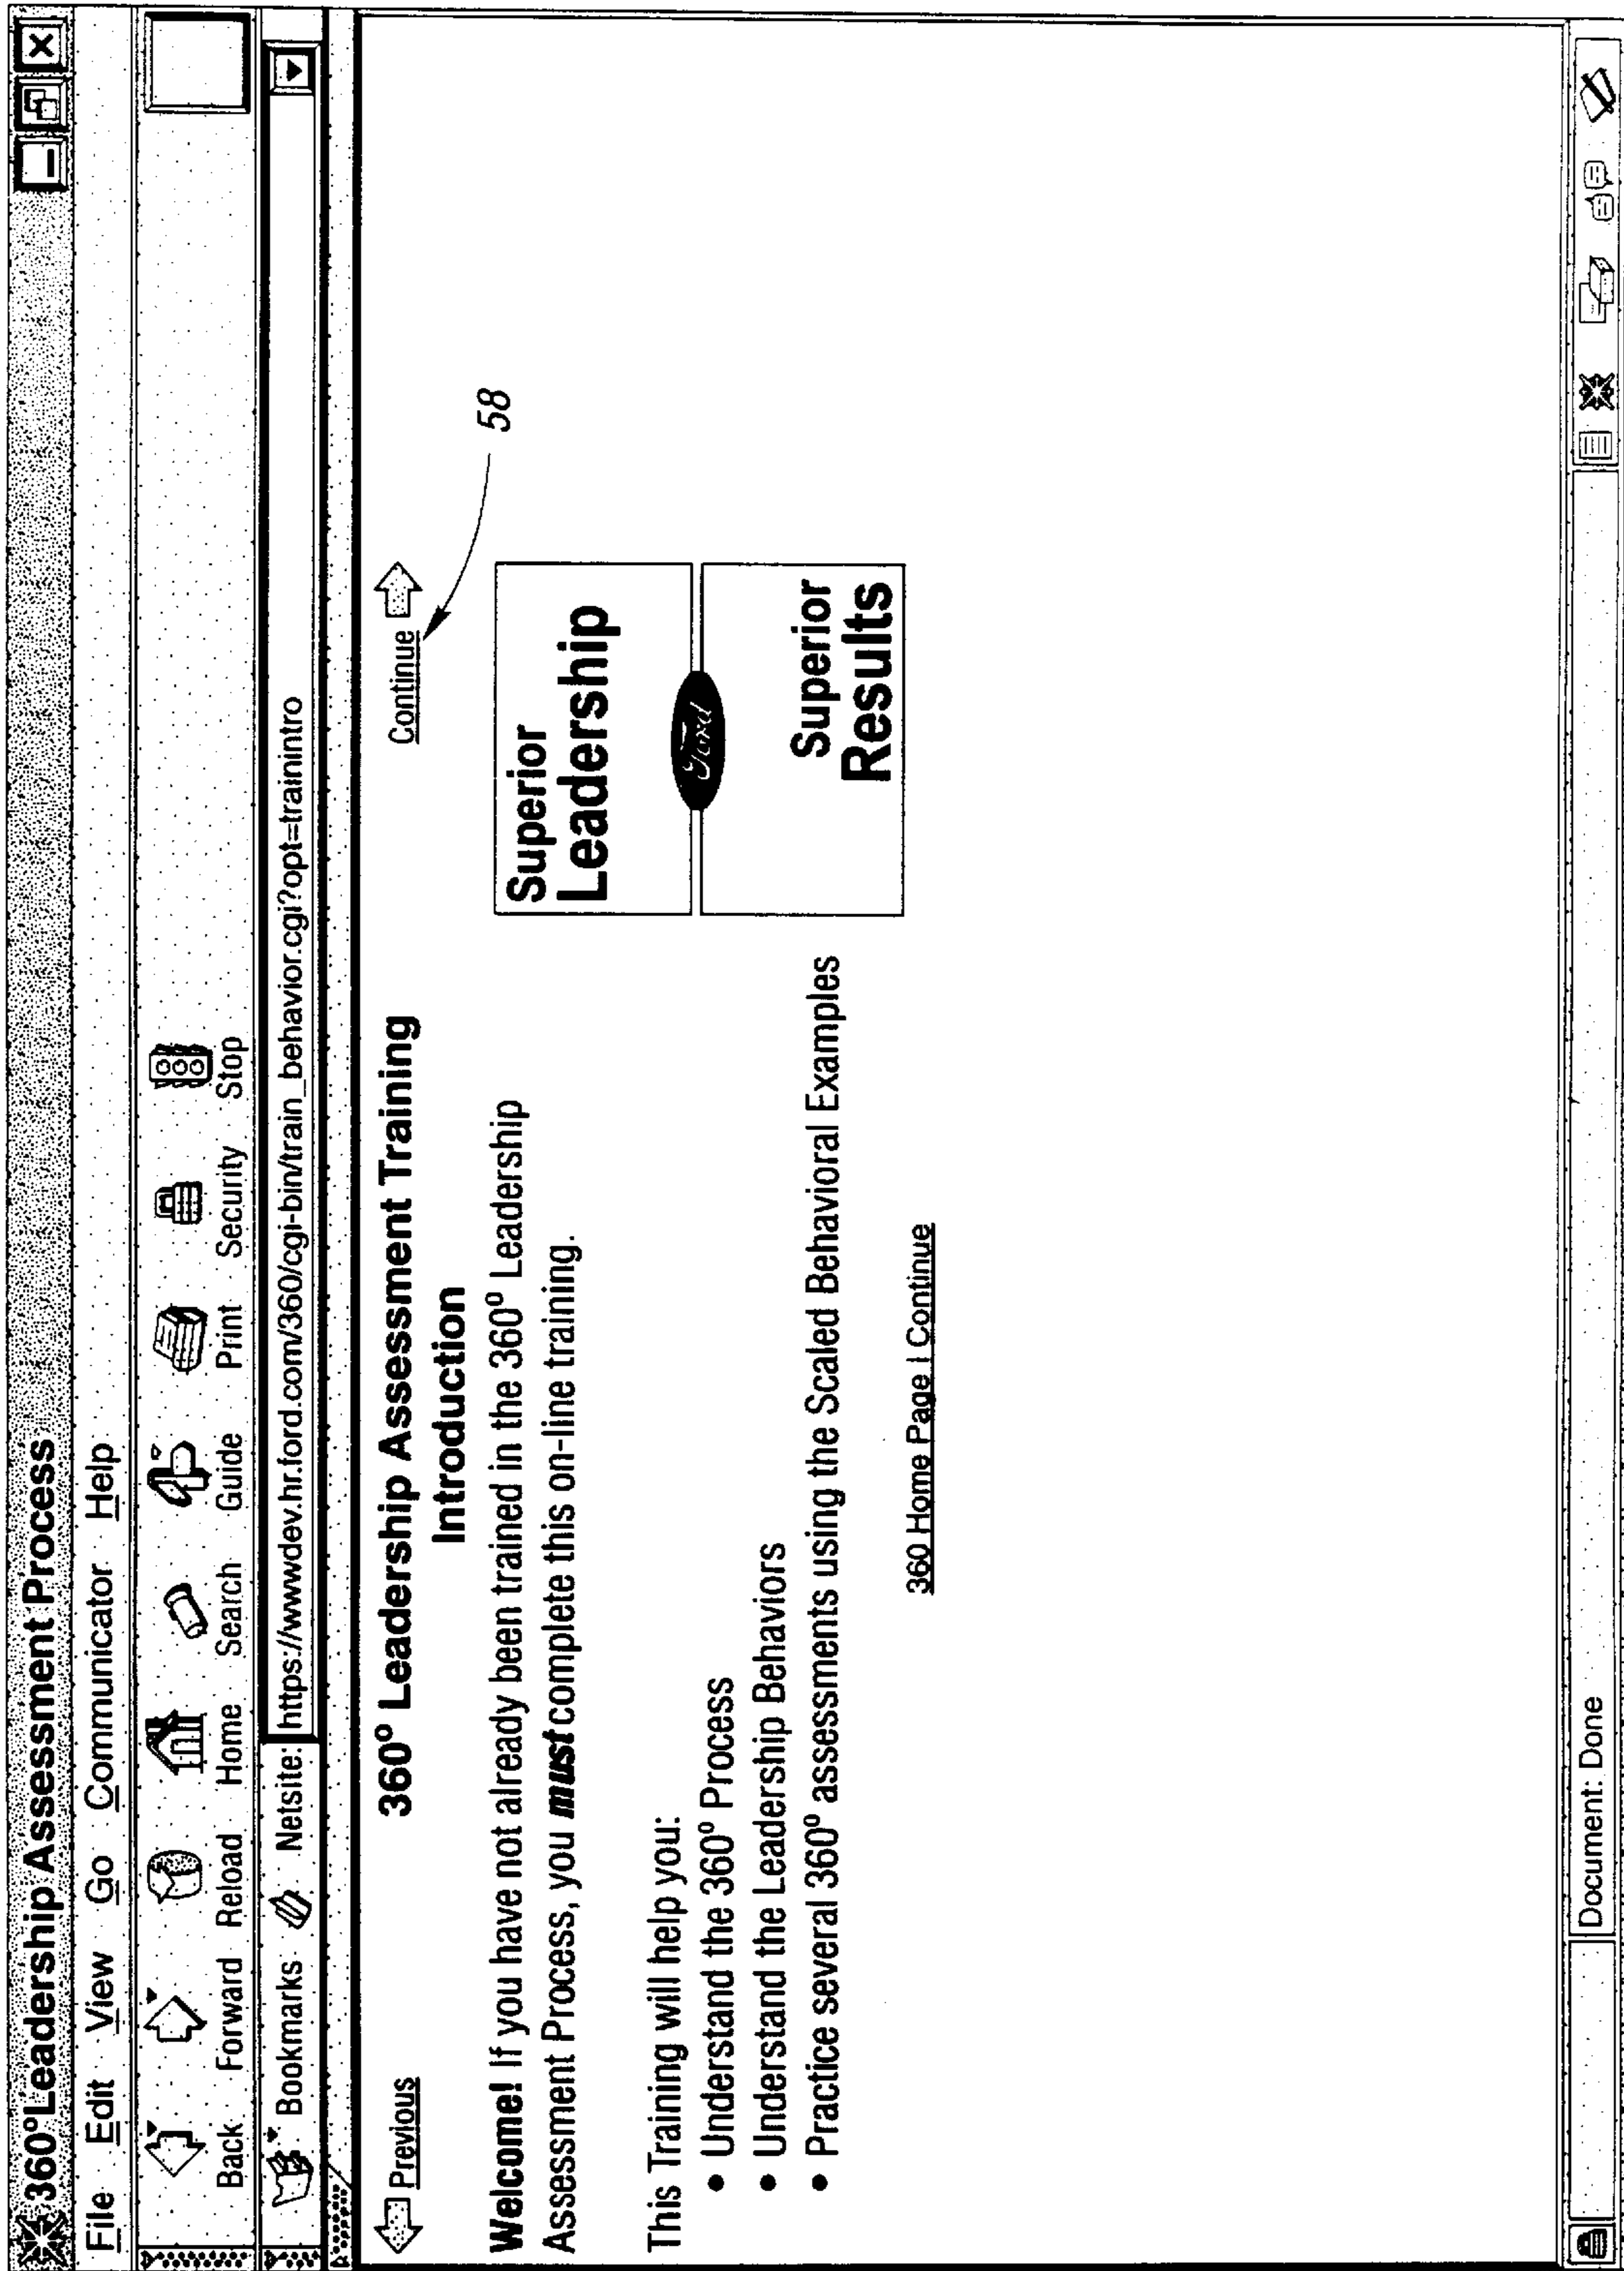 360°Leadership Assessment Process
File Edit View Go Communicator Help
Back Forward Reload Home Search Guide Print Security Stop
Bookmarks Netsite: https://wwwdev.hr.ford.com/360/cgi-bin/train_behavior.cgi?opt=trainintro
Previous
360° Leadership Assessment Training
Continue
Introduction
58
Welcome! If you have not already been trained in the 360° Leadership
Assessment Process, you must complete this on-line training.
Superior
Leadership
Ford
Superior
Results
This Training will help you:
• Understand the 360° Process
• Understand the Leadership Behaviors
• Practice several 360° assessments using the Scaled Behavioral Examples
360 Home Page | Continue
Document: Done